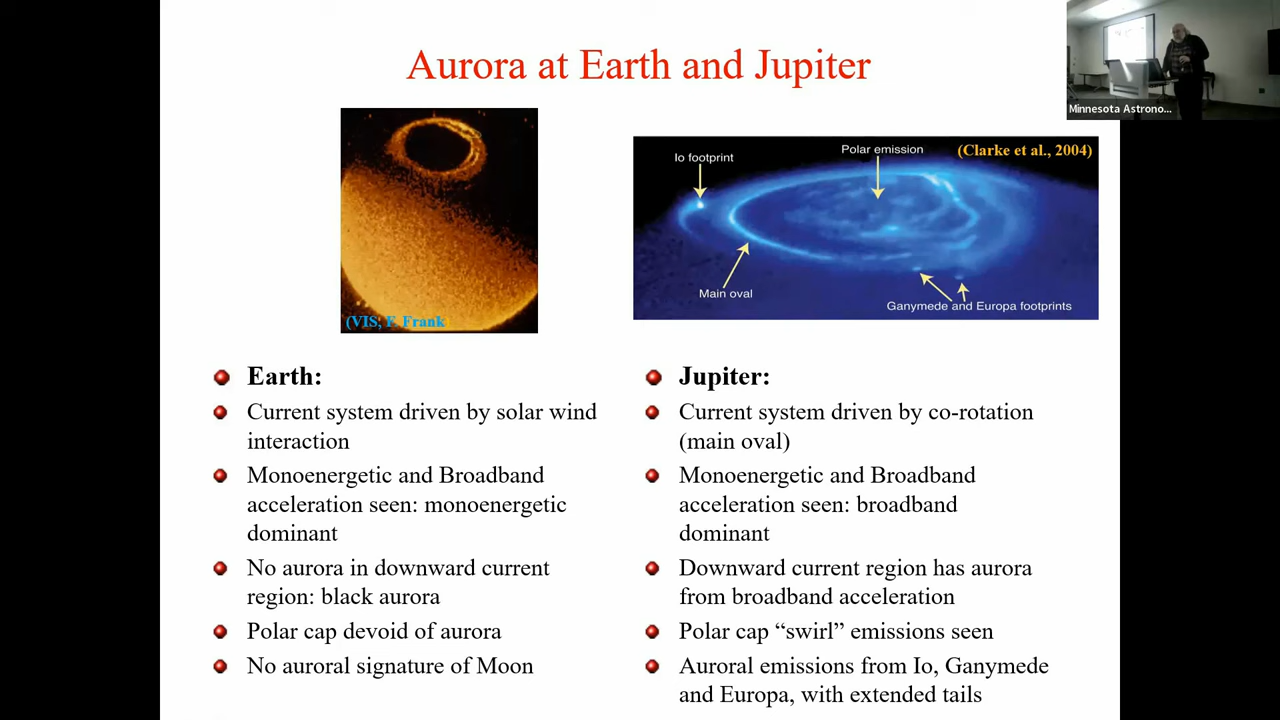 Aurora at Earth and Jupiter
Minnesota Astrono...
(VIS, F. Frank
Io footprint
Polar emission
(Clarke et al., 2004)
Main oval
Ganymede and Europa footprints
Earth:
Current system driven by solar wind
interaction
Monoenergetic and Broadband
acceleration seen: monoenergetic
dominant
No aurora in downward current
region: black aurora
Polar cap devoid of aurora
No auroral signature of Moon
Jupiter:
Current system driven by co-rotation
(main oval)
Monoenergetic and Broadband
acceleration seen: broadband
dominant
Downward current region has aurora
from broadband acceleration
Polar cap “swirl” emissions seen
Auroral emissions from Io, Ganymede
and Europa, with extended tails